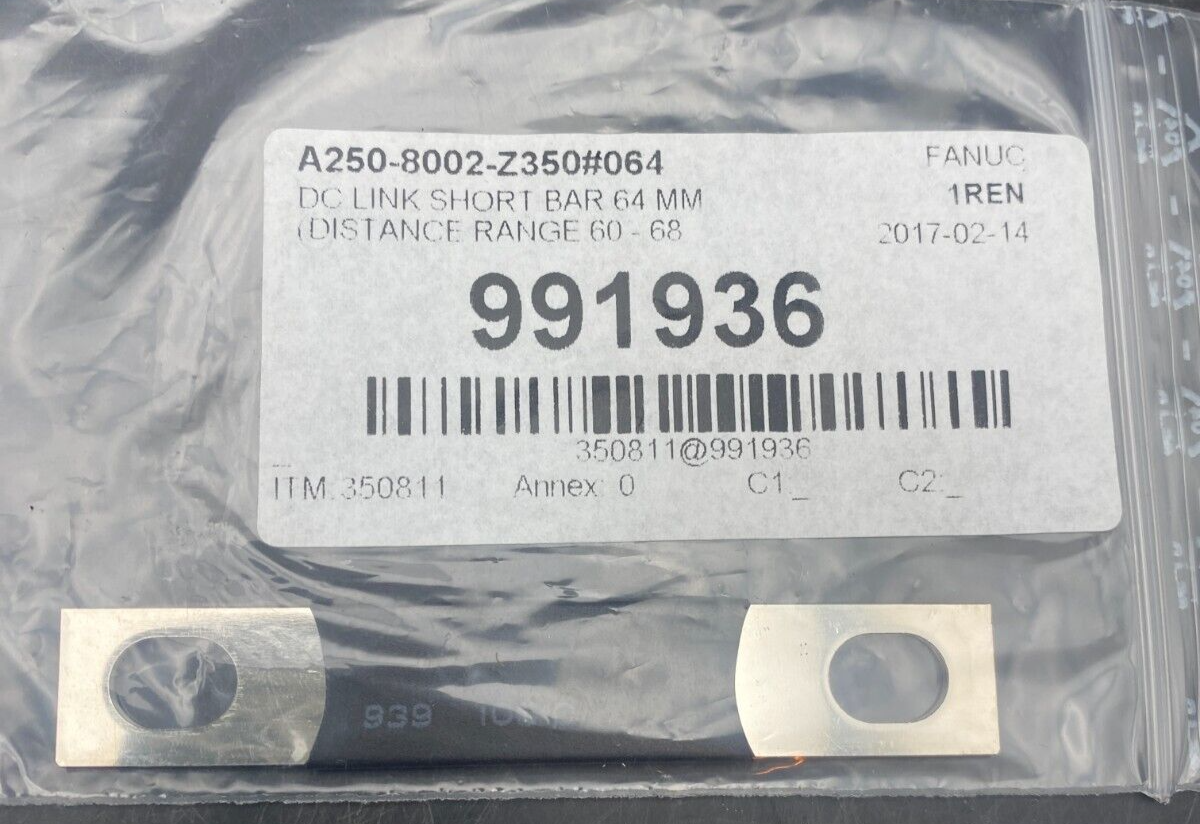 A250-8002-Z350#064 FANUC
DC LINK SHORT BAR 64 MM 1REN
(DISTANCE RANGE 60 - 68 2017-02-14
991936
350811@991936
ITM:350811 Annex: 0 C1:_ C2:_
939